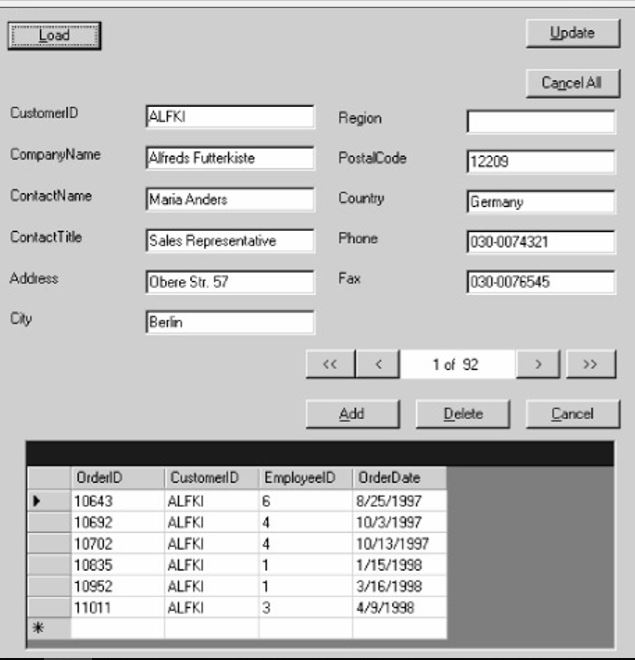 Load
Update
Cancel All
CustomerID ALFKI
Region
CompanyName Alfreds Futterkiste
PostalCode 12209
ContactName Maria Anders
Country Germany
ContactTitle Sales Representative
Phone 030-0074321
Address Obere Str. 57
Fax 030-0076545
City Berlin
<< < 1 of 92 > >>
Add Delete Cancel
OrderID CustomerID EmployeeID OrderDate
10643 ALFKI 6 8/25/1997
10692 ALFKI 4 10/3/1997
10702 ALFKI 4 10/13/1997
10835 ALFKI 1 1/15/1998
10952 ALFKI 1 3/16/1998
11011 ALFKI 3 4/9/1998
*